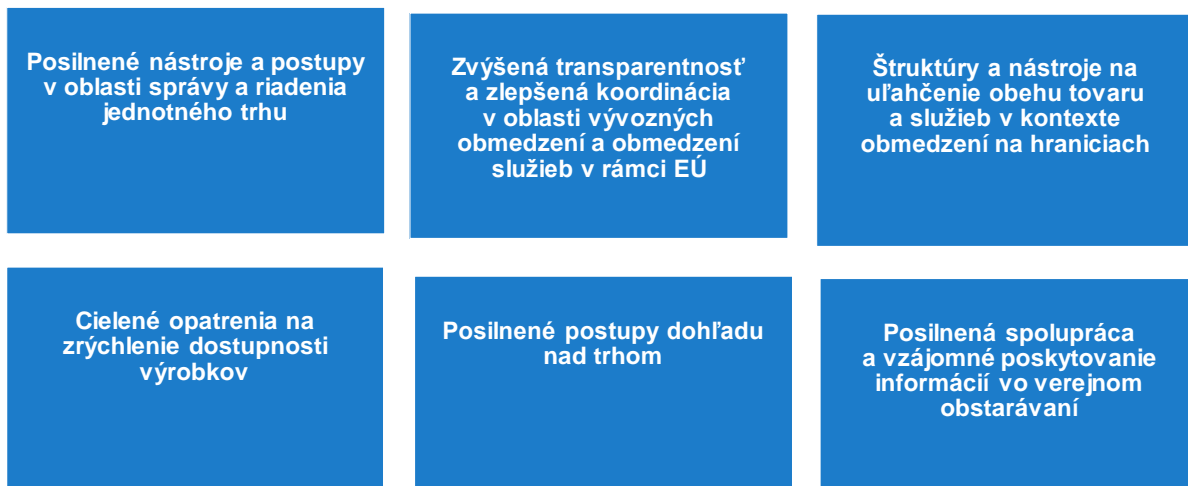 Posilnené nástroje a postupy
v oblasti správy a riadenia
jednotného trhu
Zvýšená transparentnosť
a zlepšená koordinácia
v oblasti vývozných
obmedzení a obmedzení
služieb v rámci EÚ
Štruktúry a nástroje na
uľahčenie obehu tovaru
a služieb v kontexte
obmedzení na hraniciach
Cielené opatrenia na
zrýchlenie dostupnosti
výrobkov
Posilnené postupy dohľadu
nad trhom
Posilnená spolupráca
a vzájomné poskytovanie
informácií vo verejnom
obstarávaní